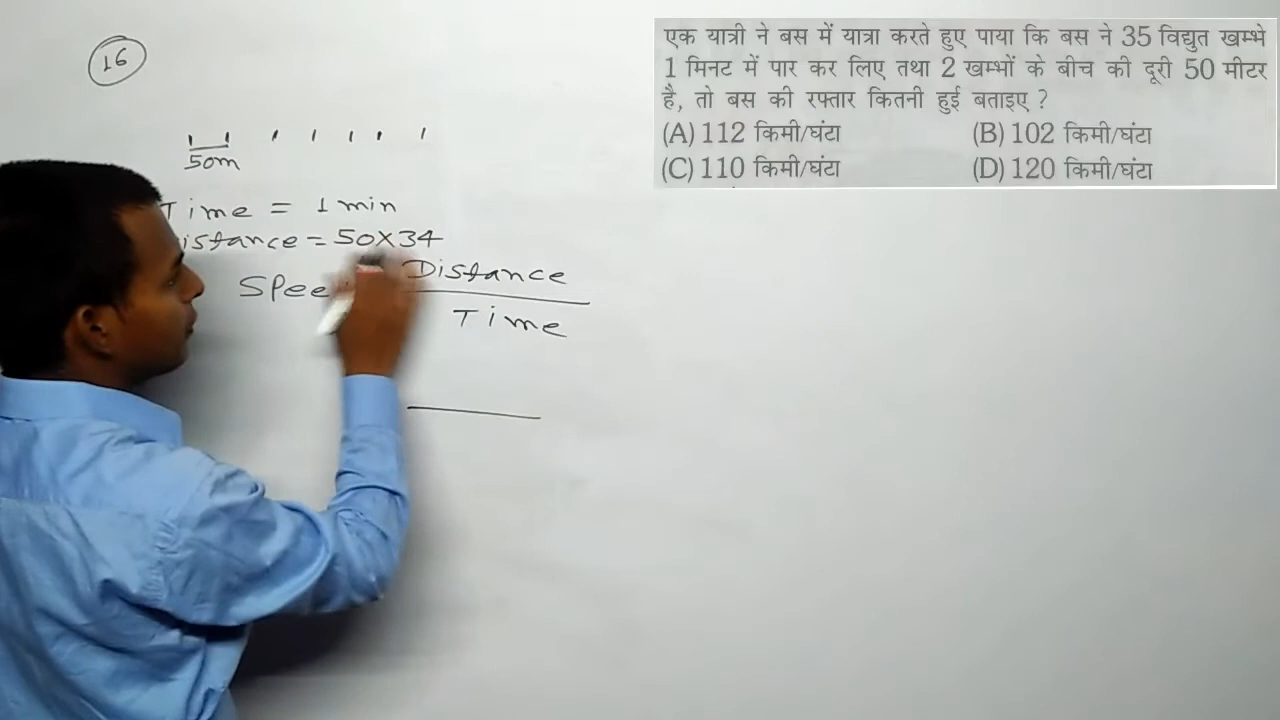 16
एक यात्री ने बस में यात्रा करते हुए पाया कि बस ने 35 विद्युत खम्भे
1 मिनट में पार कर लिए तथा 2 खम्भों के बीच की दूरी 50 मीटर
है, तो बस की रफ्तार कितनी हुई बताइए ?
(A) 112 किमी/घंटा (B) 102 किमी/घंटा
(C) 110 किमी/घंटा (D) 120 किमी/घंटा
50m
Time = 1 min
istance = 50×34
Spee Distance
Time